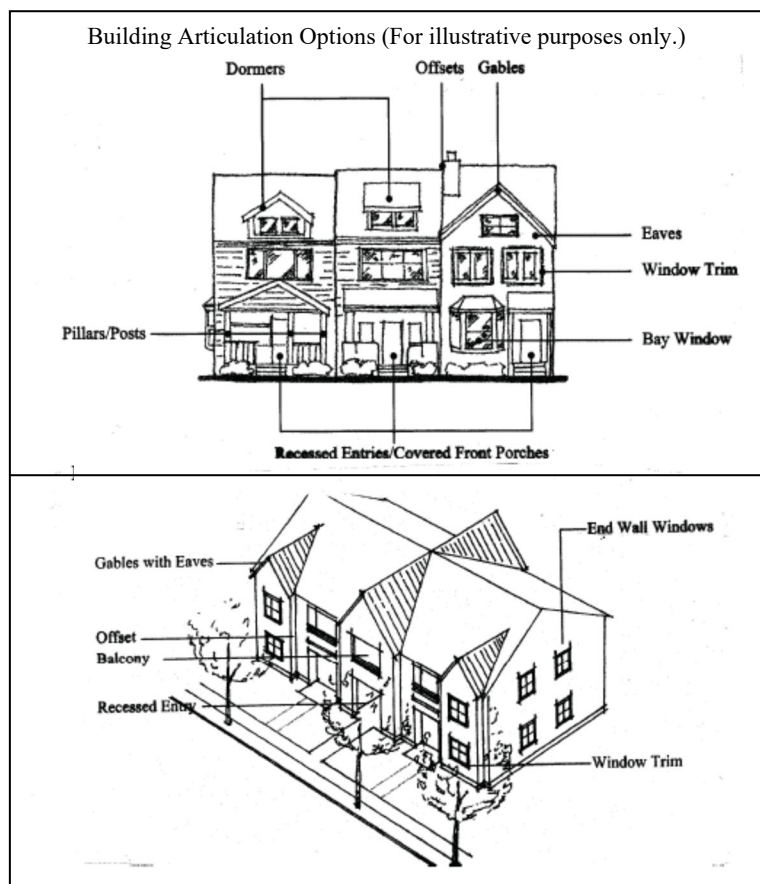 Building Articulation Options (For illustrative purposes only.)
Dormers
Offsets
Gables
Eaves
Window Trim
Pillars/Posts
Bay Window
Recessed Entries/Covered Front Porches
End Wall Windows
Gables with Eaves
Offset
Balcony
Recessed Entry
Window Trim